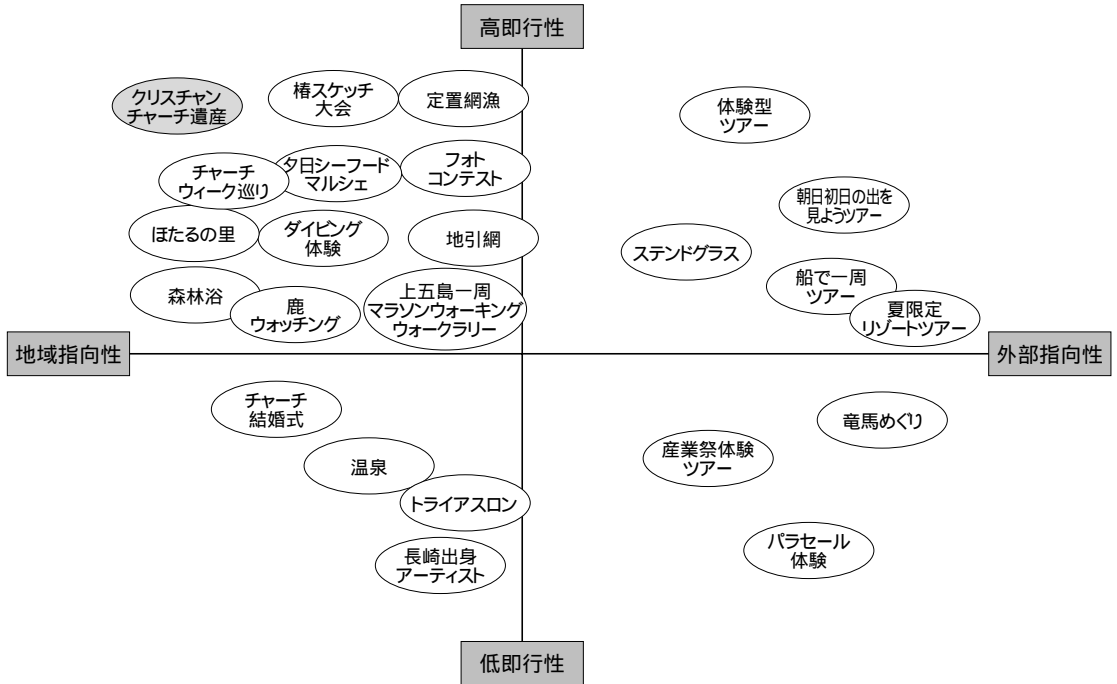 高即行性
クリスチャン
チャーチ遺産
椿スケッチ
大会
定置網漁
体験型
ツアー
チャーチ
ウィーク巡り
夕日シーフード
マルシェ
フォト
コンテスト
朝日初日の出を
見ようツアー
ほたるの里
ダイビング
体験
地引網
ステンドグラス
森林浴
鹿
ウォッチング
上五島一周
マラソンウォーキング
ウォークラリー
船で一周
ツアー
夏限定
リゾートツアー
地域指向性
外部指向性
チャーチ
結婚式
竜馬めぐり
温泉
産業祭体験
ツアー
トライアスロン
長崎出身
アーティスト
パラセール
体験
低即行性